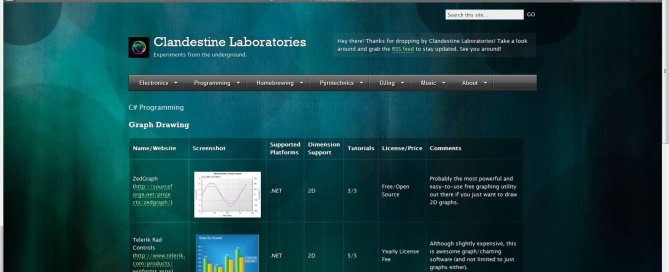 Search this site...
GO
Clandestine Laboratories
Experiments from the underground.
Hey there! Thanks for dropping by Clandestine Laboratories! Take a look
around and grab the RSS feed to stay updated. See you around!
Electronics
Programming
Homebrewing
Pyrotechnics
DJing
Music
About
C# Programming
Graph Drawing
Name/Website
Screenshot
Supported
Platforms
Dimension
Support
Tutorials
License/Price
Comments
ZedGraph
(http://sourcef
orge.net/proje
cts/zedgraph/)
.NET
2D
3/5
Free/Open
Source
Probably the most powerful and
easy-to-use free graphing utility
out there if you just want to draw
2D graphs.
Telerik Rad
Controls
(http://www.telerik.
com/products/
.NET
2D
5/5
Yearly License
Fee
Although slightly expensive, this
is awesome graph/charting
software (and not limited to just
graphs either).